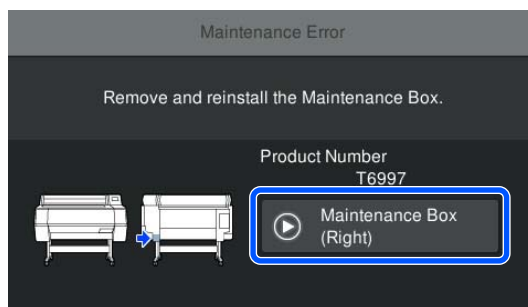 Maintenance Error
Remove and reinstall the Maintenance Box.
Product Number
T6997
Maintenance Box
(Right)